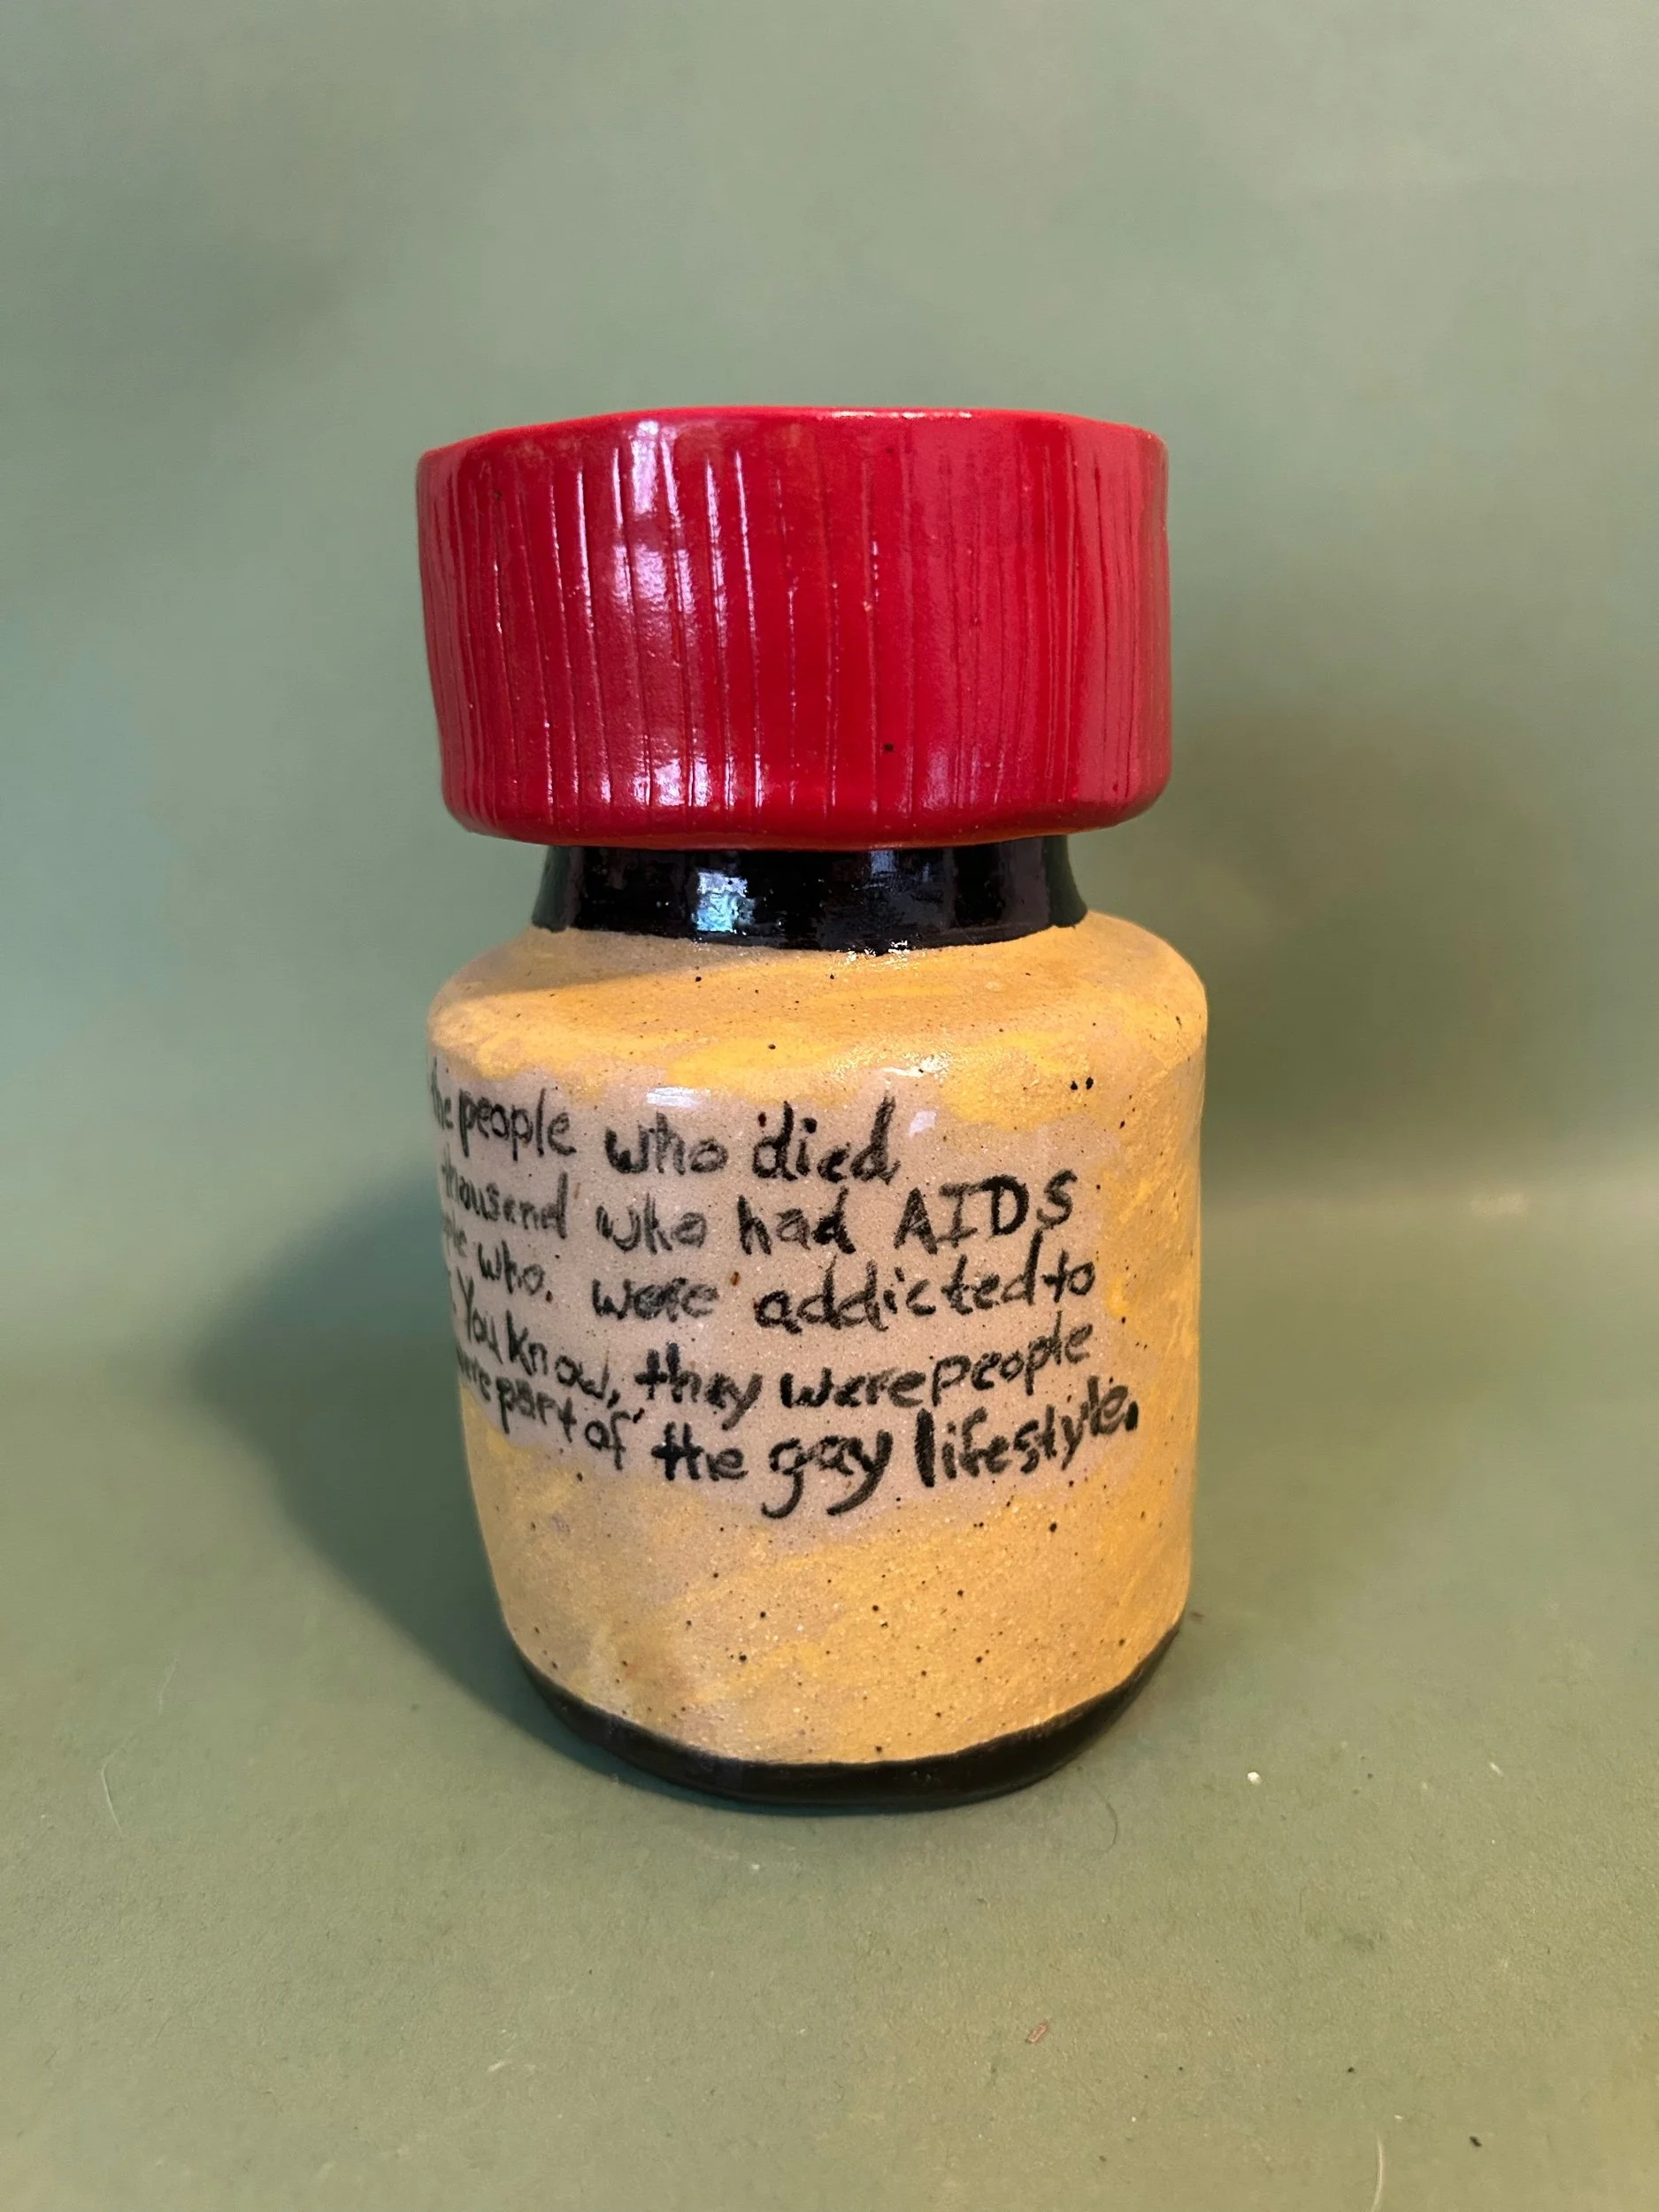 the people who died,
thousand who had AIDS
who. were addicted to
You know, they were people
were part of the gay lifestyle.